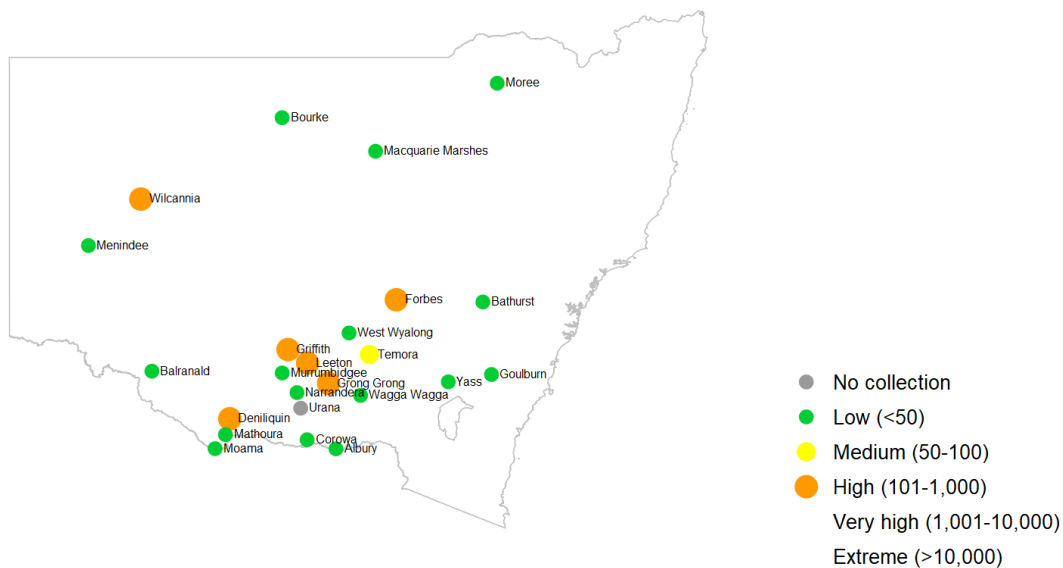 Moree
Bourke
Macquarie Marshes
Wilcannia
Menindee
Forbes
Bathurst
West Wyalong
Griffith
Temora
Leeton
Balranald
Murrumbidgee
Goulburn
Grong Grong
Yass
Narrandera
Wagga Wagga
Urana
Deniliquin
Mathoura
Corowa
Moama
Albury
No collection
Low (<50)
Medium (50-100)
High (101-1,000)
Very high (1,001-10,000)
Extreme (>10,000)